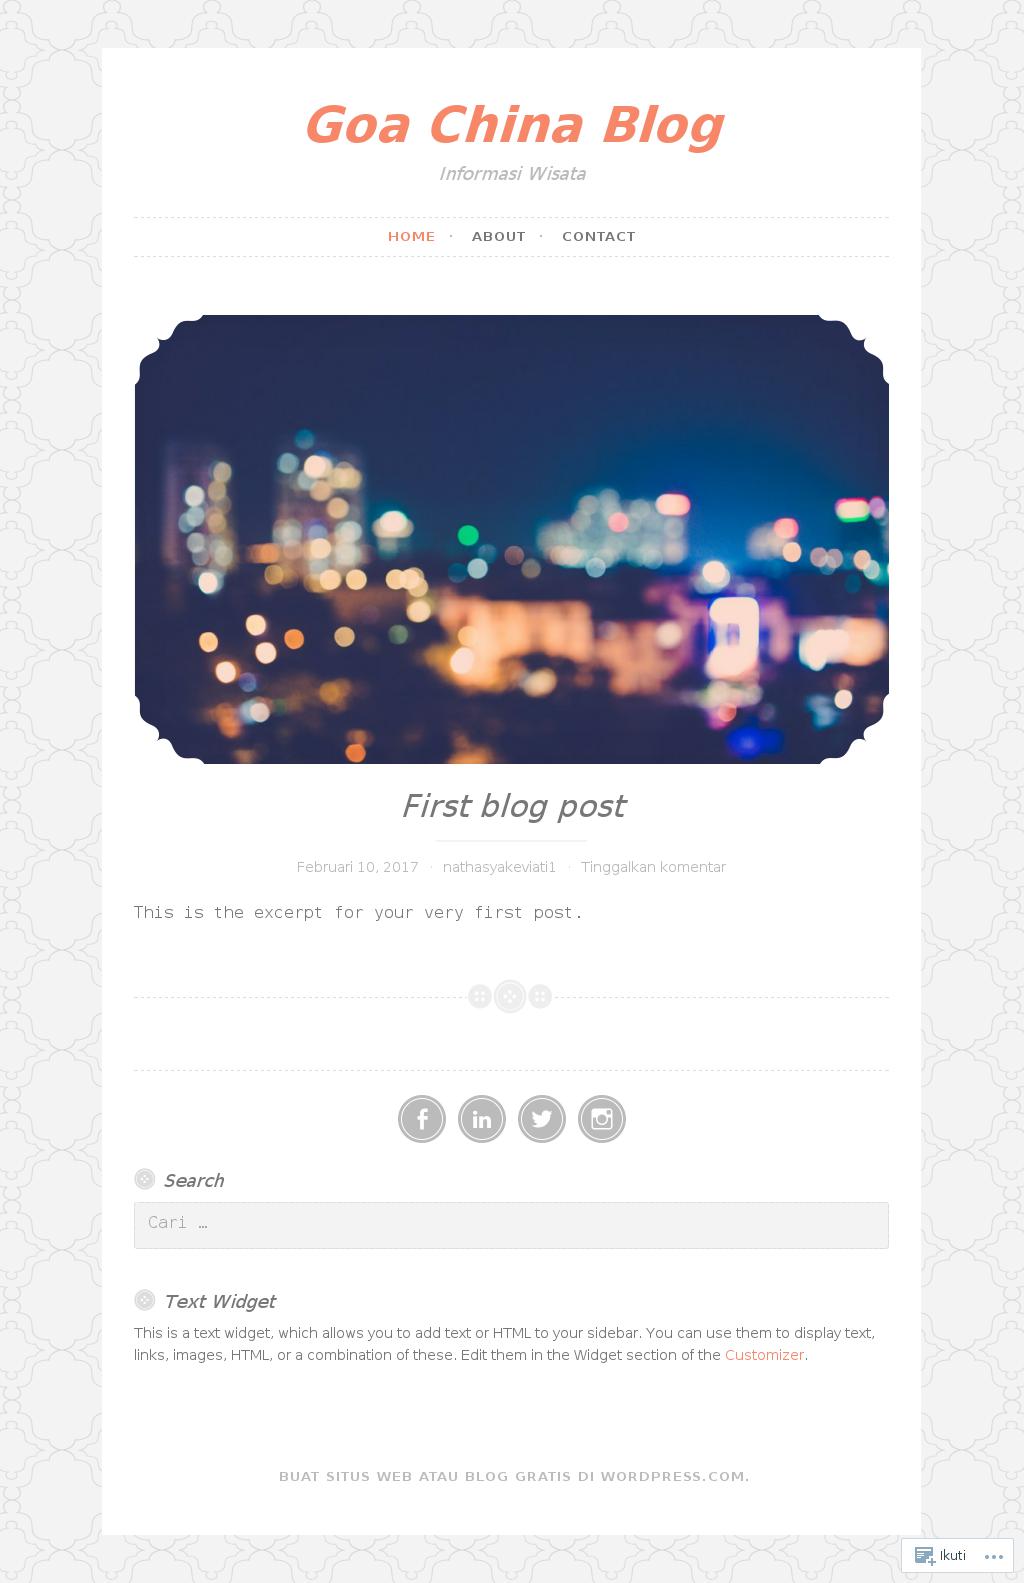 Goa China Blog
Informasi Wisata
HOME · ABOUT · CONTACT
First blog post
Februari 10, 2017 · nathasyakeviati1 · Tinggalkan komentar
This is the excerpt for your very first post.
Search
Cari …
Text Widget
This is a text widget, which allows you to add text or HTML to your sidebar. You can use them to display text,
links, images, HTML, or a combination of these. Edit them in the Widget section of the Customizer.
BUAT SITUS WEB ATAU BLOG GRATIS DI WORDPRESS.COM.
Ikuti